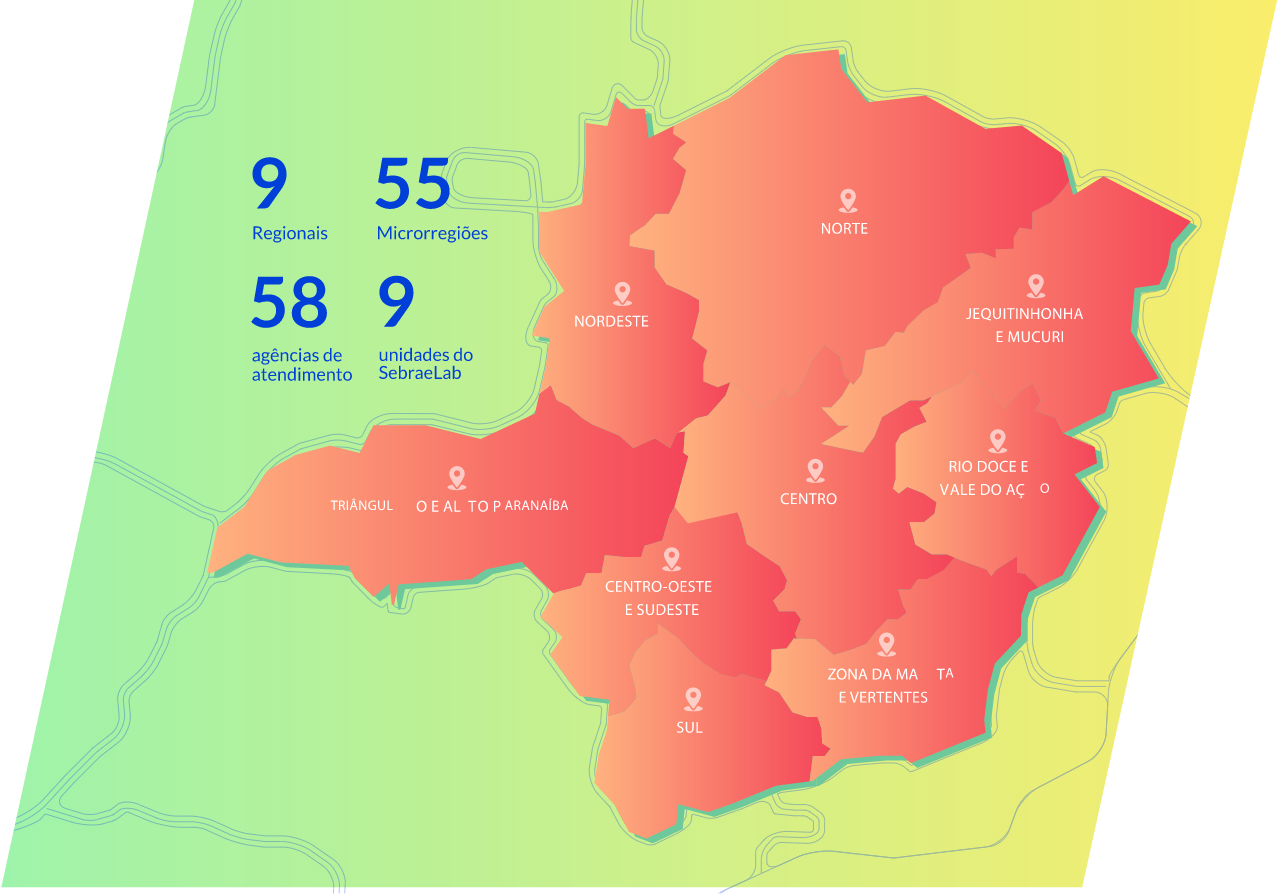 9
Regionais
55
Microrregiões
58
agências de
atendimento
9
unidades do
SebraeLab
NORTE
NORDESTE
JEQUITINHONHA
E MUCURI
TRIÂNGUL O E AL TO P ARANAÍBA
CENTRO
RIO DOCE E
VALE DO AÇ O
CENTRO-OESTE
E SUDESTE
ZONA DA MA TA
E VERTENTES
SUL